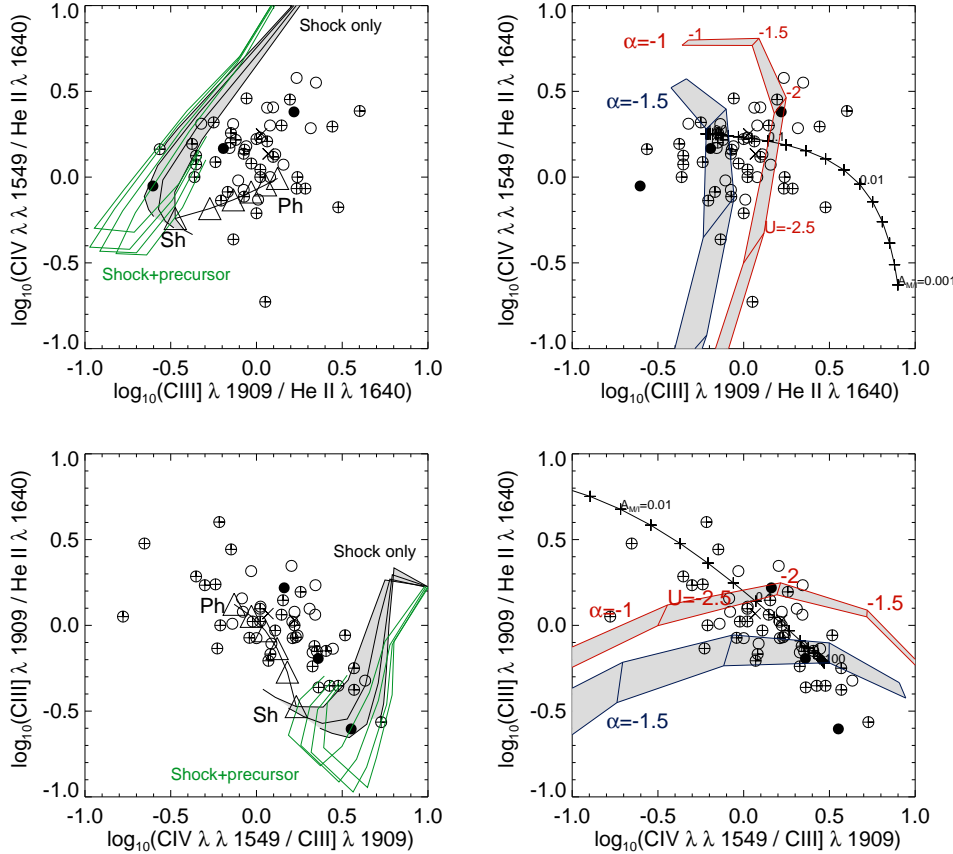 1.0
0.5
0.0
-0.5
-1.0
log10(CIV λ λ 1549 / He II λ 1640)
Shock only
Ph
Sh
Shock+precursor
-1.0 -0.5 0.0 0.5 1.0
log10(CIII] λ 1909 / He II λ 1640)
1.0
0.5
0.0
-0.5
-1.0
log10(CIV λ λ 1549 / He II λ 1640)
α=-1
-1
-1.5
-2
α=-1.5
0.01
U=-2.5
AM/I=0.001
-1.0 -0.5 0.0 0.5 1.0
log10(CIII] λ 1909 / He II λ 1640)
1.0
0.5
0.0
-0.5
-1.0
log10(CIII] λ 1909 / He II λ 1640)
Shock only
Ph
Sh
Shock+precursor
-1.0 -0.5 0.0 0.5 1.0
log10(CIV λ λ 1549 / CIII] λ 1909)
1.0
0.5
0.0
-0.5
-1.0
log10(CIII] λ 1909 / He II λ 1640)
AM/I=0.01
-2
U=-2.5
-1.5
α=-1
α=-1.5
-1.0 -0.5 0.0 0.5 1.0
log10(CIV λ λ 1549 / CIII] λ 1909)